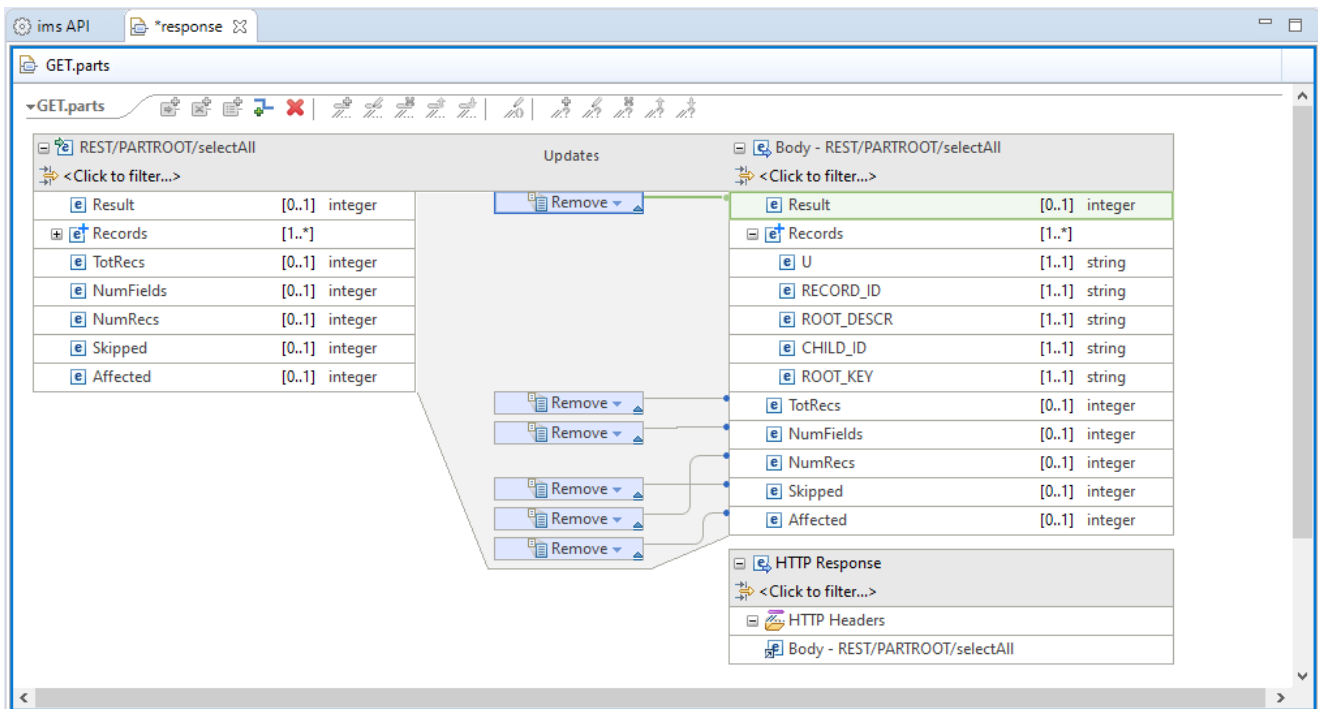 ims API
*response
GET.parts
GET.parts
REST/PARTROOT/selectAll
<Click to filter...>
Result [0..1] integer
Records [1..*]
TotRecs [0..1] integer
NumFields [0..1] integer
NumRecs [0..1] integer
Skipped [0..1] integer
Affected [0..1] integer
Updates
Remove
Remove
Remove
Remove
Remove
Remove
Body - REST/PARTROOT/selectAll
<Click to filter...>
Result [0..1] integer
Records [1..*]
U [1..1] string
RECORD_ID [1..1] string
ROOT_DESCR [1..1] string
CHILD_ID [1..1] string
ROOT_KEY [1..1] string
TotRecs [0..1] integer
NumFields [0..1] integer
NumRecs [0..1] integer
Skipped [0..1] integer
Affected [0..1] integer
HTTP Response
<Click to filter...>
HTTP Headers
Body - REST/PARTROOT/selectAll